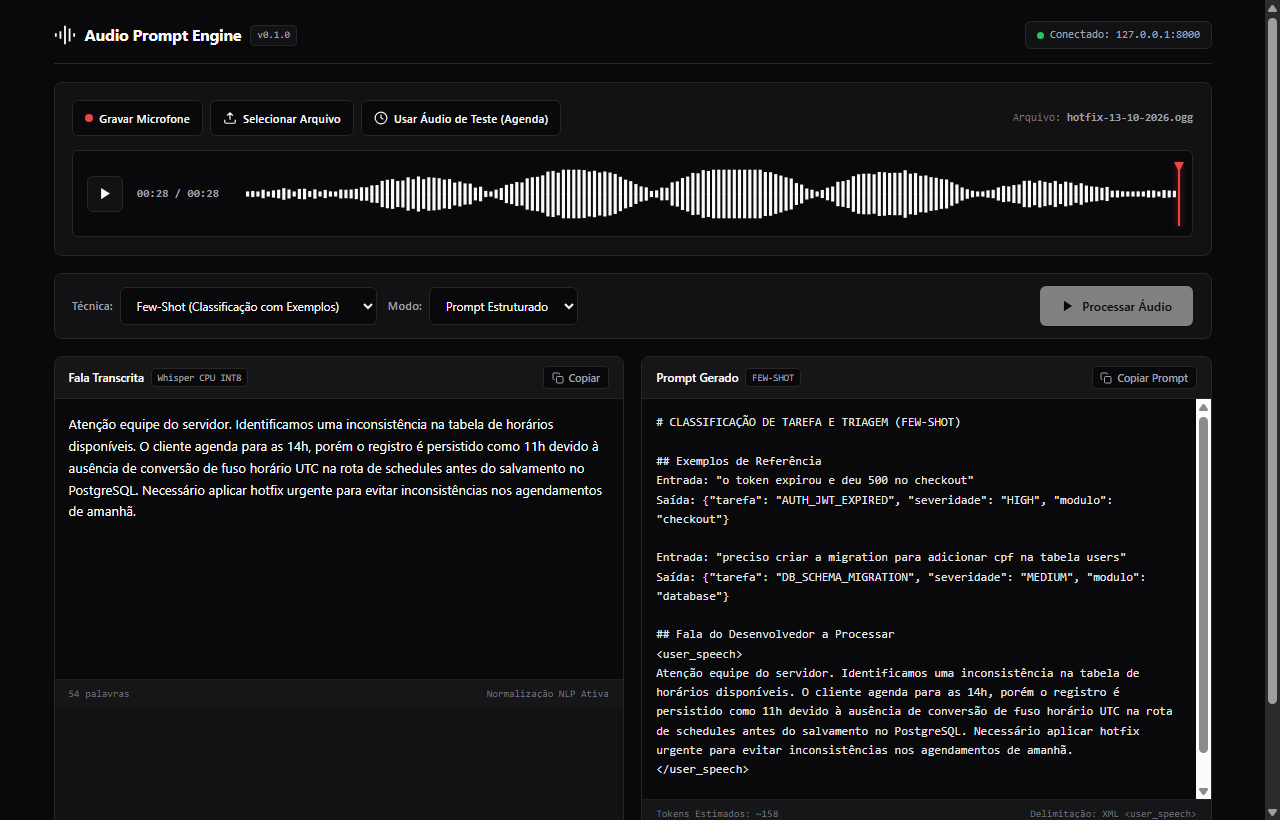 Audio Prompt Engine v0.1.0
Conectado: 127.0.0.1:8000
Gravar Microfone
Selecionar Arquivo
Usar Áudio de Teste (Agenda)
Arquivo: hotfix-13-10-2026.ogg
00:28 / 00:28
Técnica: Few-Shot (Classificação com Exemplos)
Modo: Prompt Estruturado
Processar Áudio
Fala Transcrita Whisper CPU INT8
Copiar
Atenção equipe do servidor. Identificamos uma inconsistência na tabela de horários
disponíveis. O cliente agenda para as 14h, porém o registro é persistido como 11h devido à
ausência de conversão de fuso horário UTC na rota de schedules antes do salvamento no
PostgreSQL. Necessário aplicar hotfix urgente para evitar inconsistências nos agendamentos
de amanhã.
54 palavras
Normalização NLP Ativa
Prompt Gerado FEW-SHOT
Copiar Prompt
# CLASSIFICAÇÃO DE TAREFA E TRIAGEM (FEW-SHOT)
## Exemplos de Referência
Entrada: "o token expirou e deu 500 no checkout"
Saída: {"tarefa": "AUTH_JWT_EXPIRED", "severidade": "HIGH", "modulo":
"checkout"}
Entrada: "preciso criar a migration para adicionar cpf na tabela users"
Saída: {"tarefa": "DB_SCHEMA_MIGRATION", "severidade": "MEDIUM", "modulo":
"database"}
## Fala do Desenvolvedor a Processar
<user_speech>
Atenção equipe do servidor. Identificamos uma inconsistência na tabela de
horários disponíveis. O cliente agenda para as 14h, porém o registro é
persistido como 11h devido à ausência de conversão de fuso horário UTC na rota
de schedules antes do salvamento no PostgreSQL. Necessário aplicar hotfix
urgente para evitar inconsistências nos agendamentos de amanhã.
</user_speech>
Tokens Estimados: ~158
Delimitação: XML <user_speech>